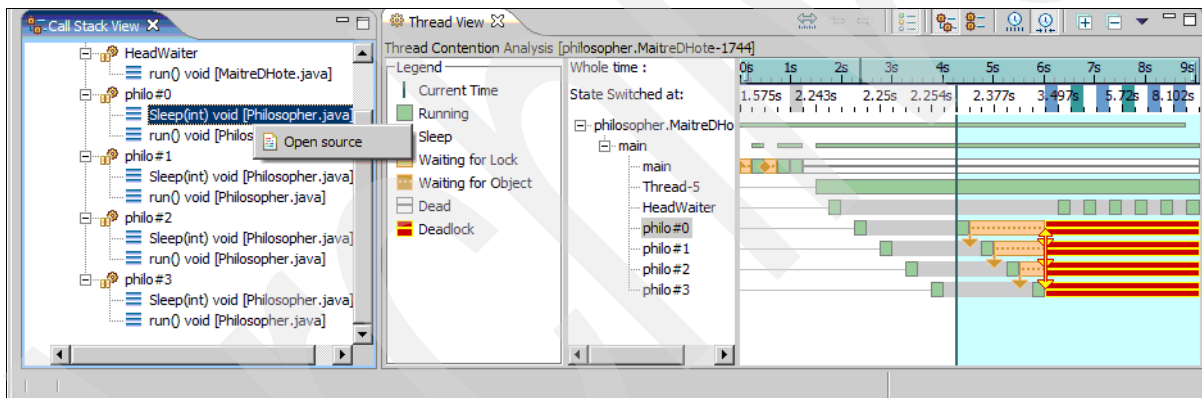 Call Stack View
HeadWaiter
run() void [MaitreDHote.java]
philo#0
Sleep(int) void [Philosopher.java]
run() void [Philos
Open source
philo#1
Sleep(int) void [Philosopher.java]
run() void [Philosopher.java]
philo#2
Sleep(int) void [Philosopher.java]
run() void [Philosopher.java]
philo#3
Sleep(int) void [Philosopher.java]
run() void [Philosopher.java]
Thread View
Thread Contention Analysis [philosopher.MaitreDHote-1744]
Legend
Current Time
Running
Sleep
Waiting for Lock
Waiting for Object
Dead
Deadlock
Whole time :
0s 1s 2s 3s 4s 5s 6s 7s 8s 9s
State Switched at:
1.575s 2.243s 2.25s 2.254s 2.377s 3.497s 5.72s 8.102s
philosopher.MaitreDHo
main
main
Thread-5
HeadWaiter
philo#0
philo#1
philo#2
philo#3